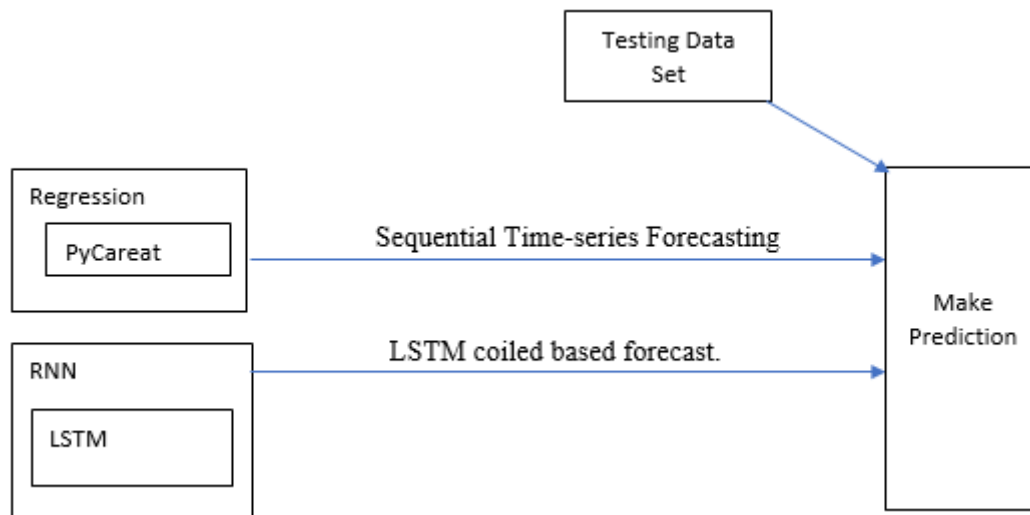 Testing Data
Set
Regression
PyCareat
Sequential Time-series Forecasting
Make
Prediction
LSTM coiled based forecast.
RNN
LSTM